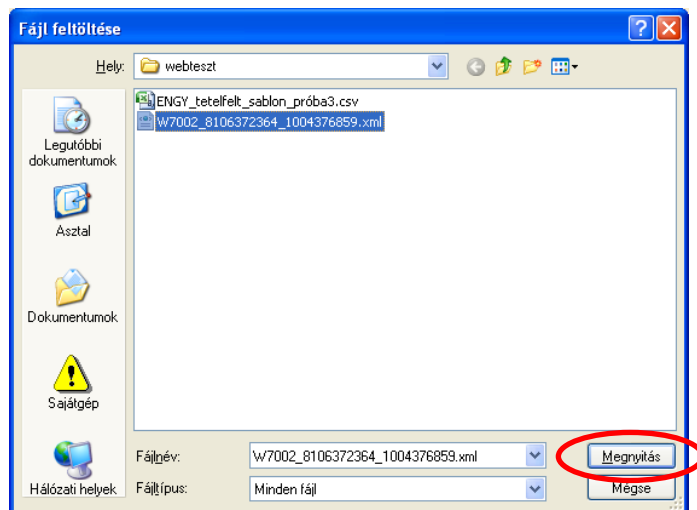 Fájl feltöltése
Hely:
webteszt
ENGY_tetelfelt_sablon_próba3.csv
W7002_8106372364_1004376859.xml
Legutóbbi
dokumentumok
Asztal
Dokumentumok
Sajátgép
Hálózati helyek
Fájlnév:
W7002_8106372364_1004376859.xml
Megnyitás
Fájltípus:
Minden fájl
Mégse